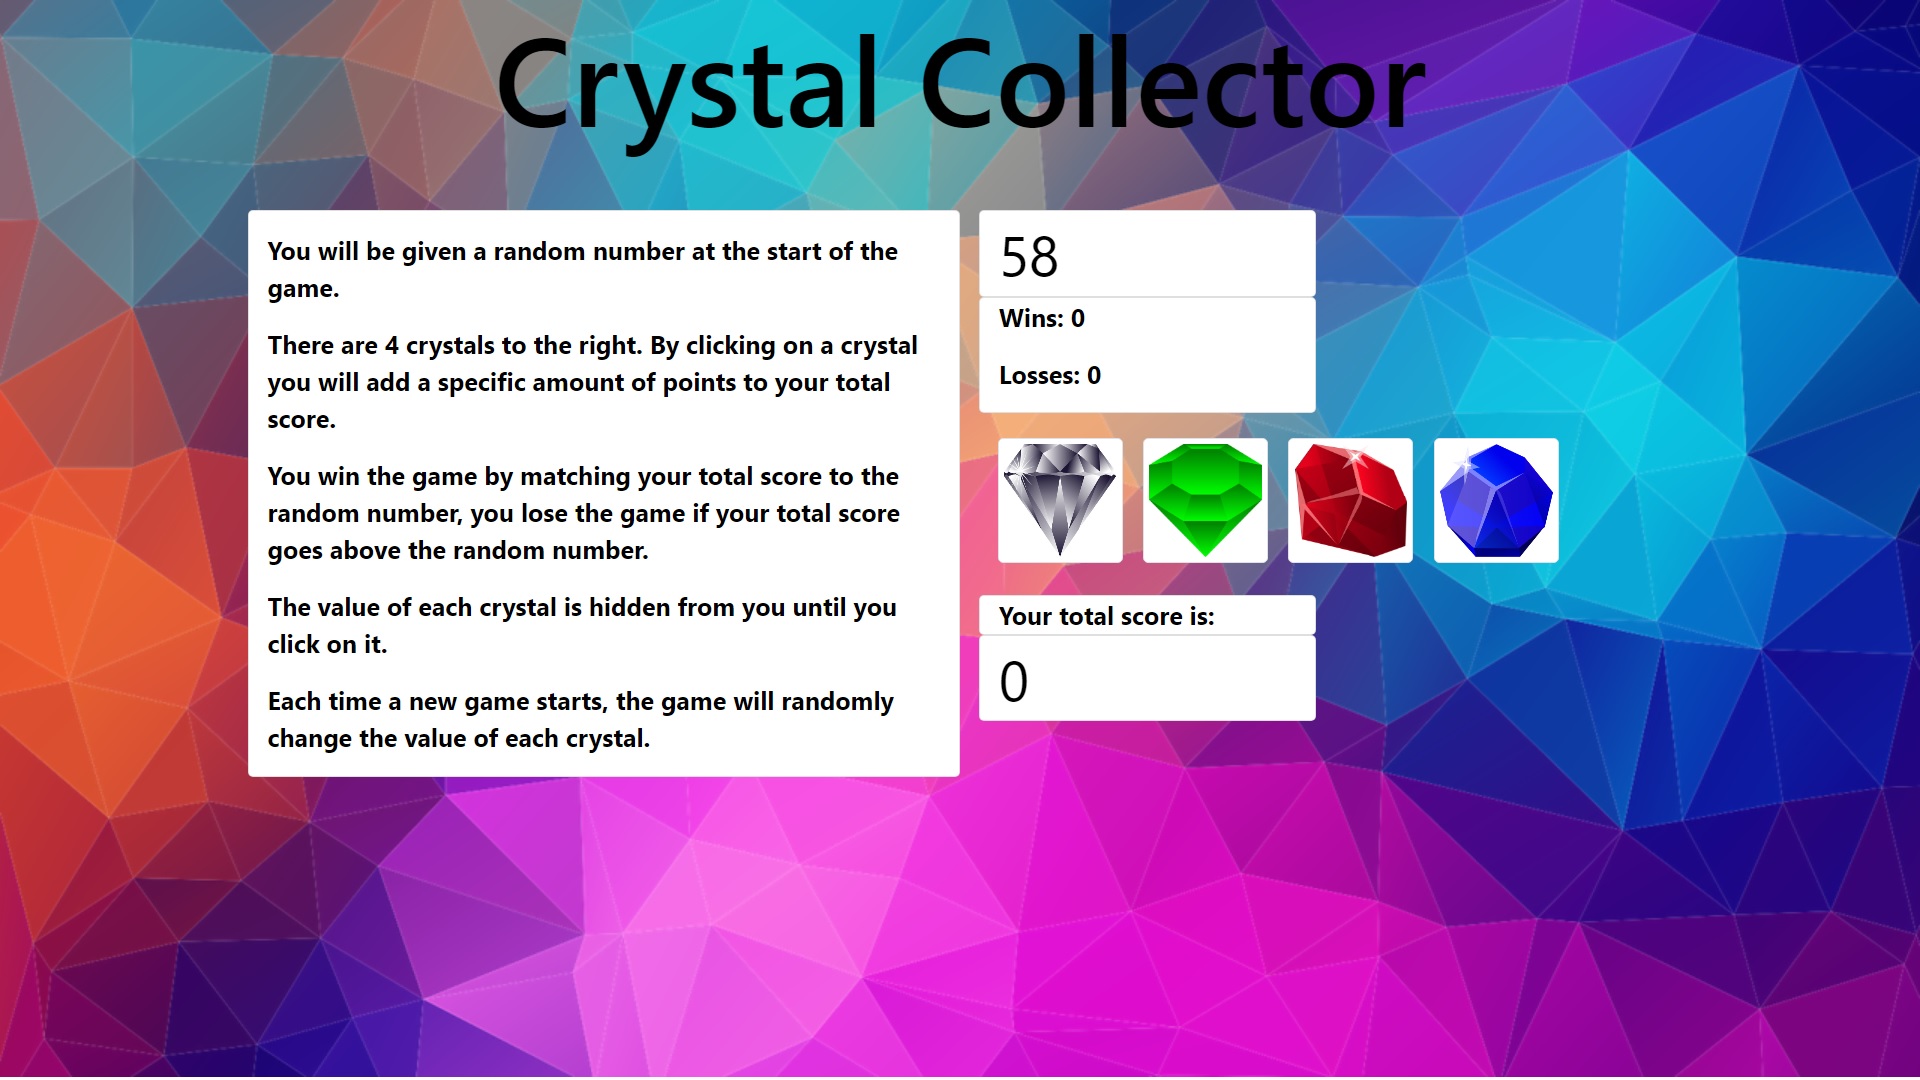 Crystal Collector
You will be given a random number at the start of the
game.
There are 4 crystals to the right. By clicking on a crystal
you will add a specific amount of points to your total
score.
You win the game by matching your total score to the
random number, you lose the game if your total score
goes above the random number.
The value of each crystal is hidden from you until you
click on it.
Each time a new game starts, the game will randomly
change the value of each crystal.
58
Wins: 0
Losses: 0
Your total score is:
0